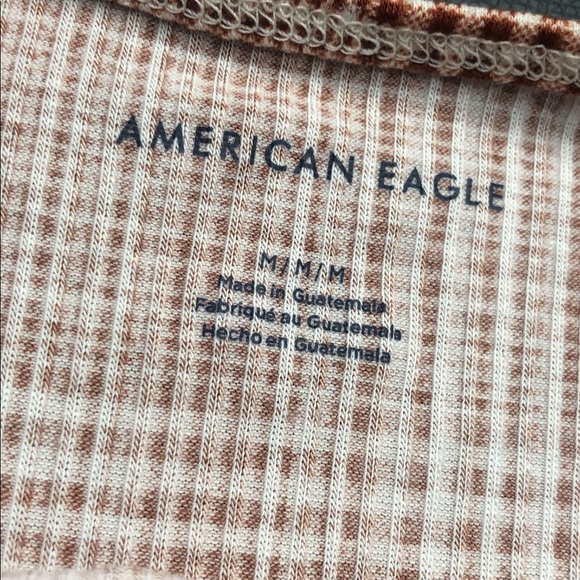 AMERICAN EAGLE
M/M/M
Made in Guatemala
Fabriqué au Guatemala
Hecho en Guatemala